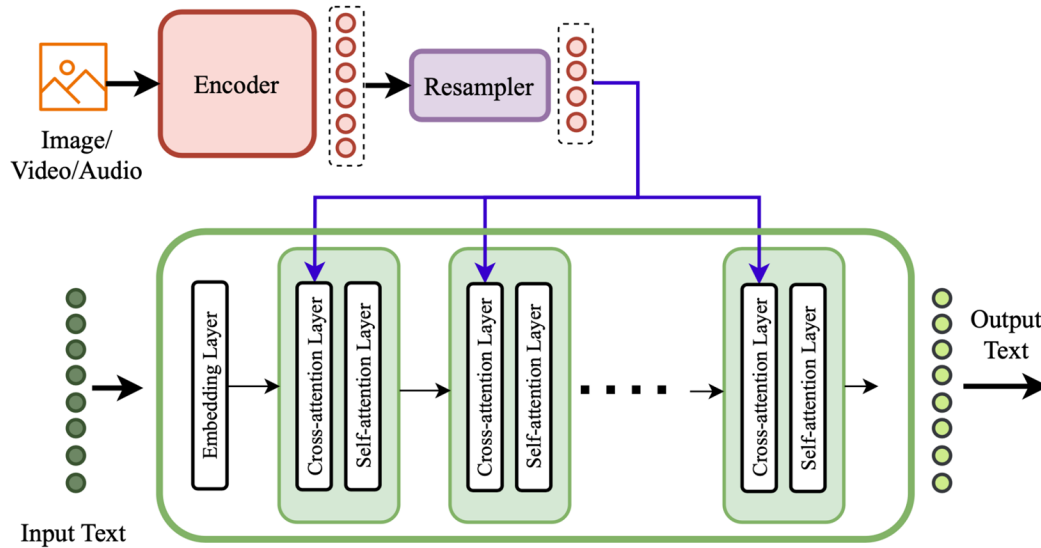 Encoder
Resampler
Image/
Video/Audio
Embedding Layer
Cross-attention Layer
Self-attention Layer
Cross-attention Layer
Self-attention Layer
Cross-attention Layer
Self-attention Layer
Output
Text
Input Text